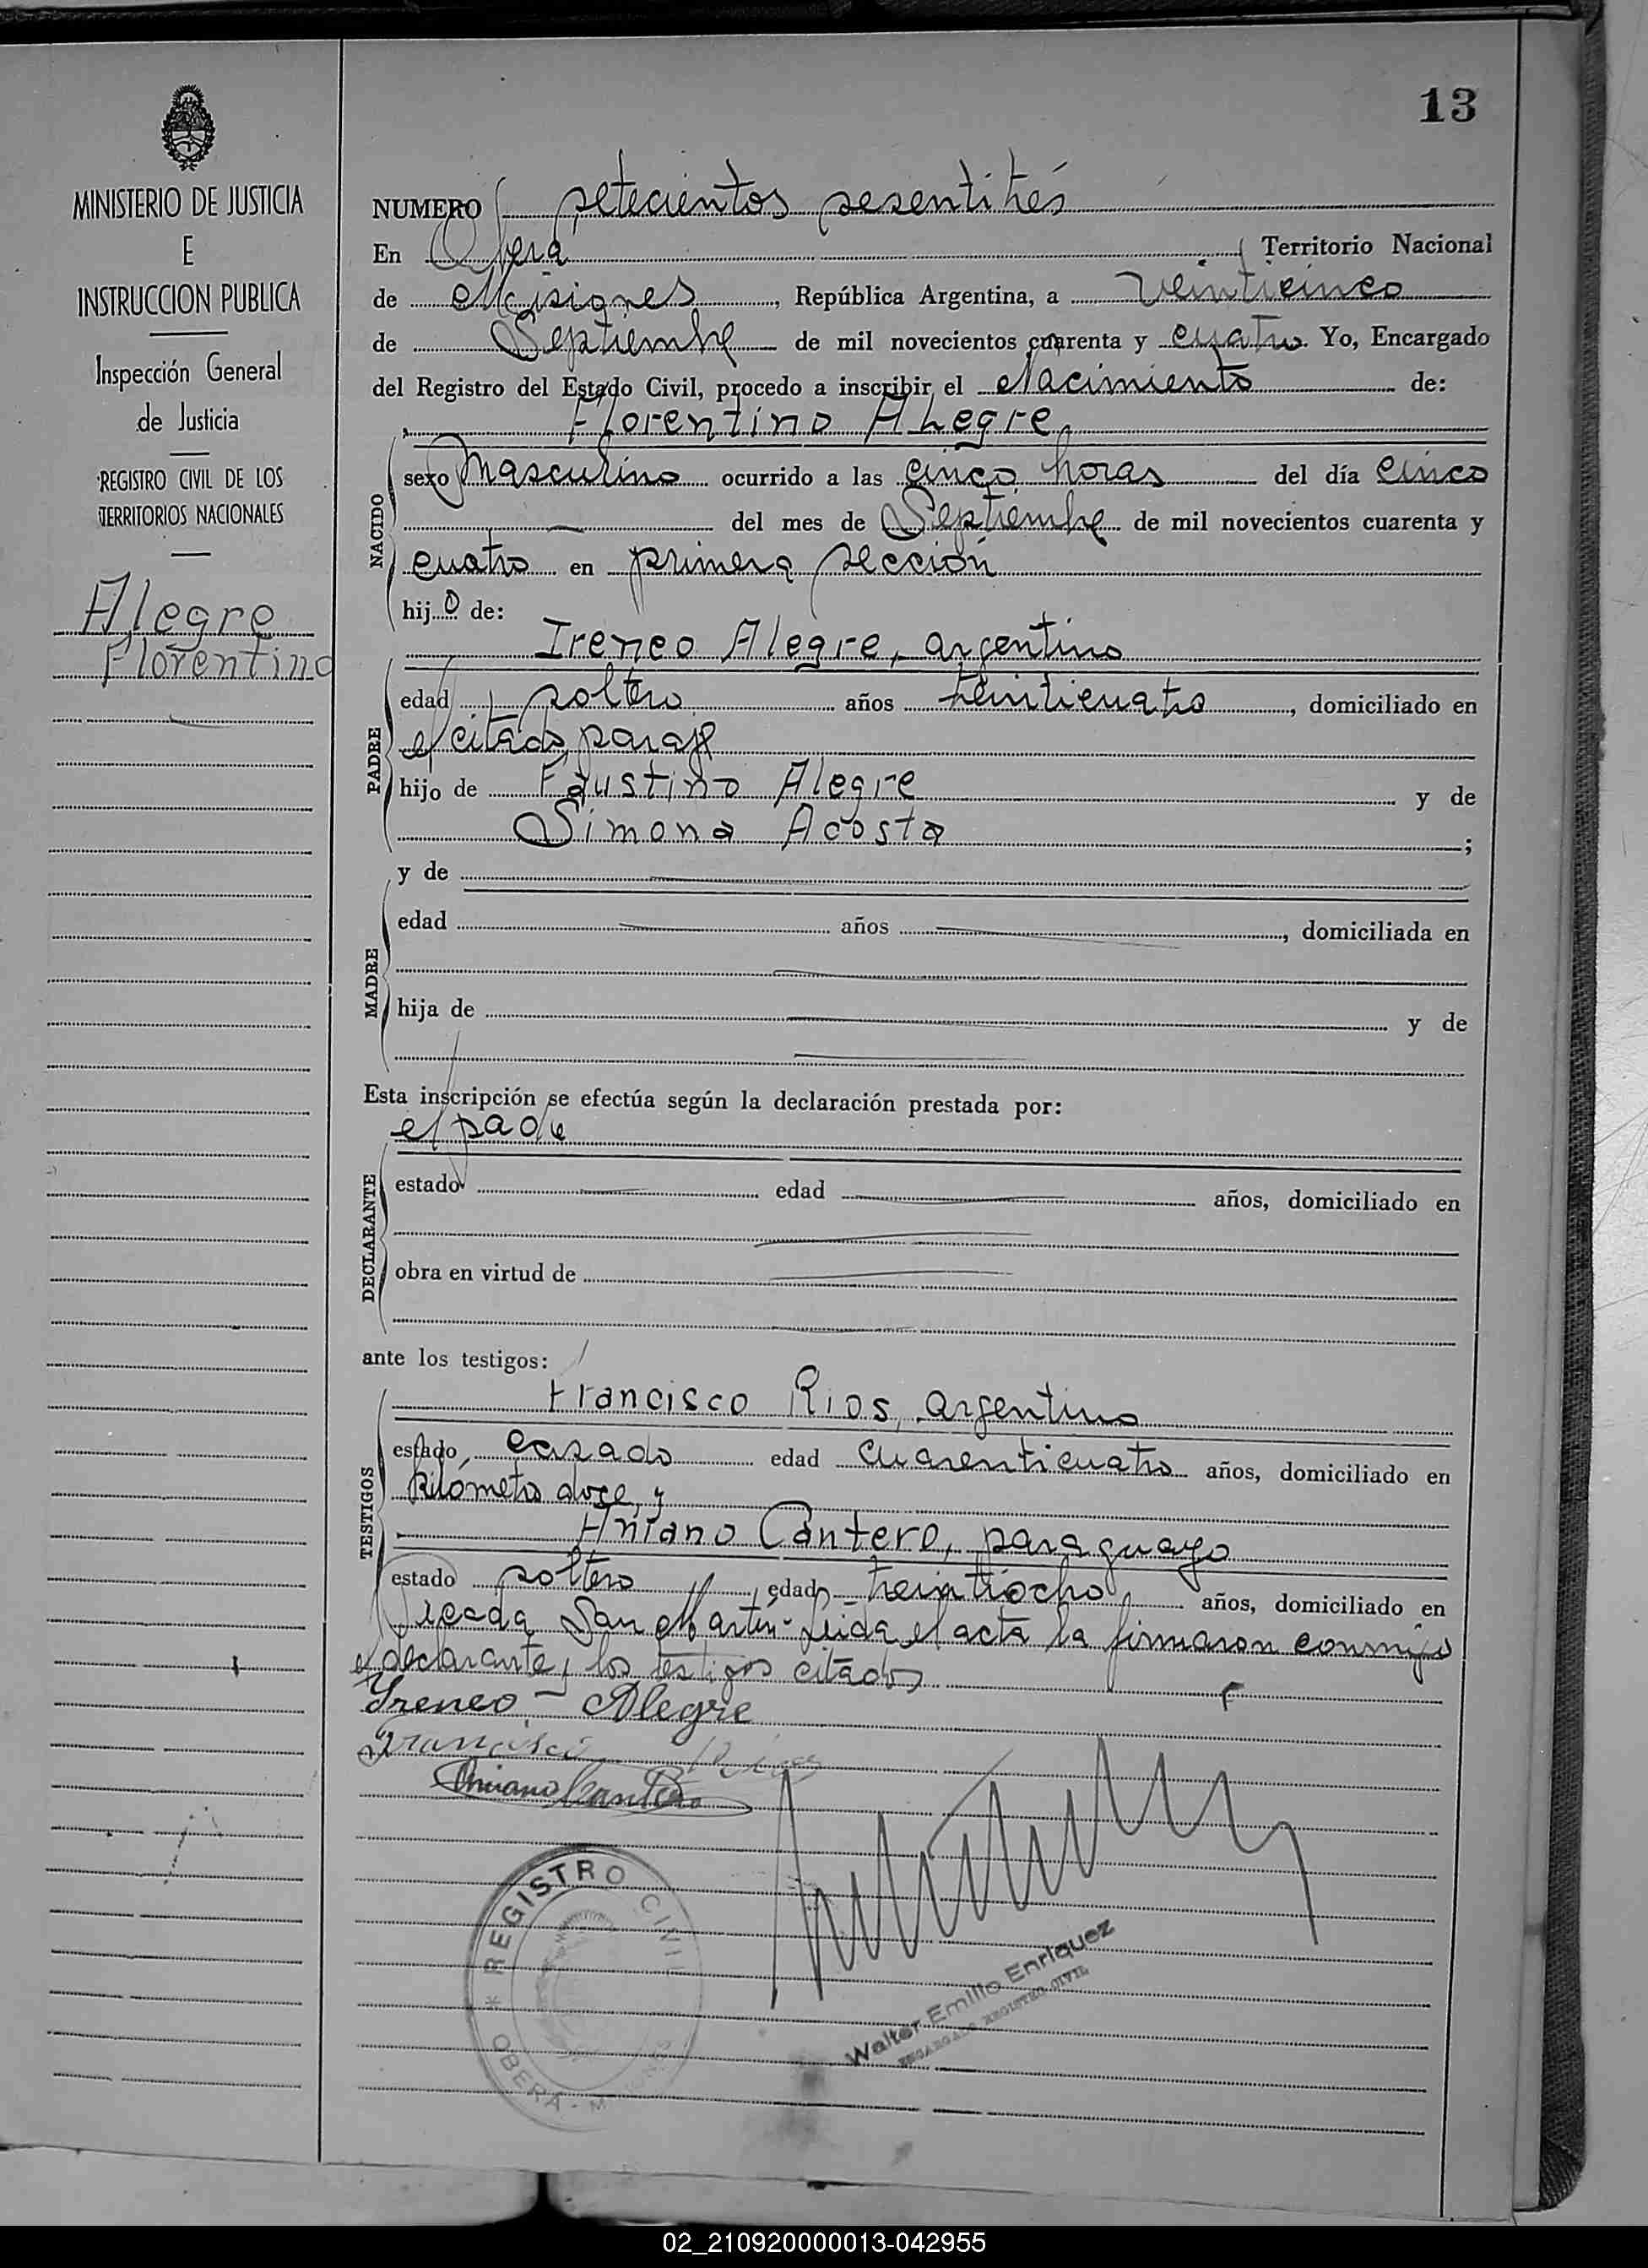 13
MINISTERIO DE JUSTICIA
E
INSTRUCCION PUBLICA
Inspección General
de Justicia
REGISTRO CIVIL DE LOS
TERRITORIOS NACIONALES
Alegre
Florentino
NUMERO setecientos sesentitrés
En Oberá Territorio Nacional
de Misiones, República Argentina, a veinticinco
de Septiembre de mil novecientos cuarenta y cuatro. Yo, Encargado
del Registro del Estado Civil, procedo a inscribir el Nacimiento de:
Florentino Alegre,
NACIDO
sexo Masculino ocurrido a las cinco horas del día cinco
del mes de Septiembre de mil novecientos cuarenta y
cuatro en primera sección
hijo de:
Ireneo Alegre, argentino
PADRE
edad soltero años treinticuatro, domiciliado en
el citado paraje
hijo de Faustino Alegre y de
Simona Acosta ;
y de
MADRE
edad años , domiciliada en
hija de y de
Esta inscripción se efectúa según la declaración prestada por:
el padre
DECLARANTE
estado edad años, domiciliado en
obra en virtud de
ante los testigos:
TESTIGOS
Francisco Rios, argentino
estado casado edad cuarenticuatro años, domiciliado en
kilómetro doce, y
Aniano Cantero, paraguayo
estado soltero, edad treintiocho años, domiciliado en
Picada San Martin - Leida el acta la firmaron conmigo
el declarante y los testigos citados
Ireneo - Alegre
Francisco Rios
Aniano Cantero
REGISTRO CIVIL
OBERÁ - MISIONES
Walter Emilio Enriquez
ENCARGADO REGISTRO CIVIL
02_210920000013-042955